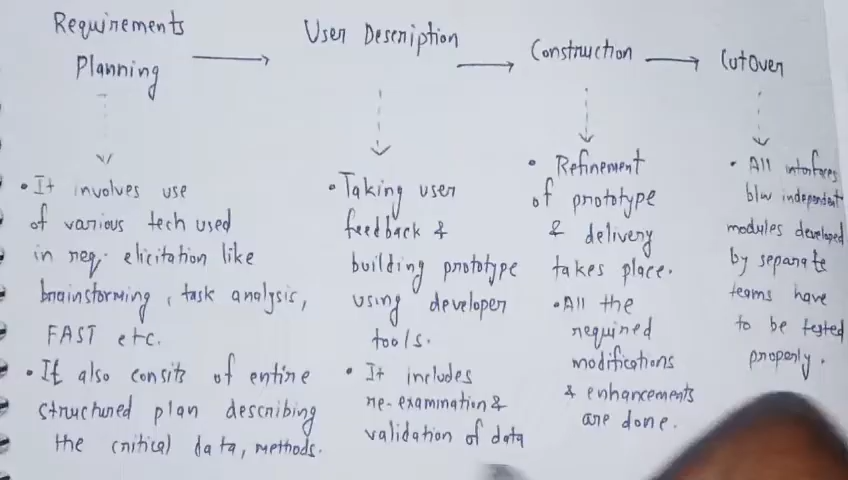 Requirements
Planning
User Description
Construction
CutOver
• It involves use
of various tech used
in req. elicitation like
brainstorming, task analysis,
FAST etc.
• It also consits of entire
structured plan describing
the critical data, methods.
• Taking user
feedback &
building prototype
using developer
tools.
• It includes
re-examination &
validation of data
• Refinement
of prototype
& delivery
takes place.
• All the
required
modifications
& enhancements
are done.
• All interfaces
b/w independent
modules developed
by separate
teams have
to be tested
properly.